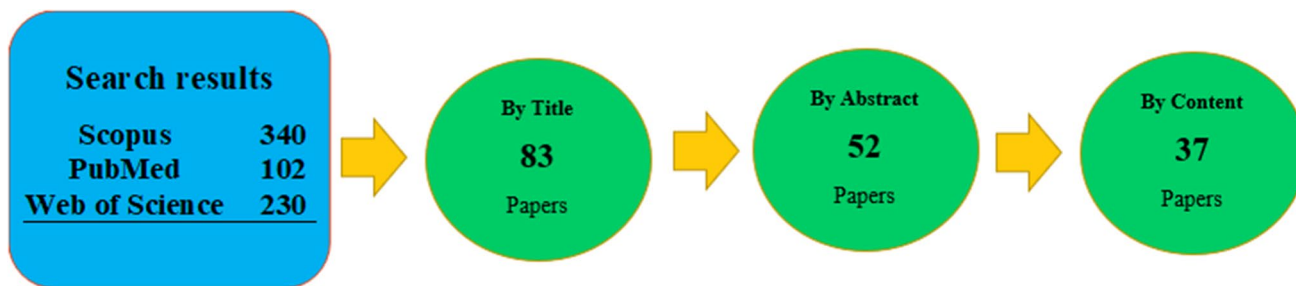 Search results
Scopus 340
PubMed 102
Web of Science 230
By Title
83
Papers
By Abstract
52
Papers
By Content
37
Papers